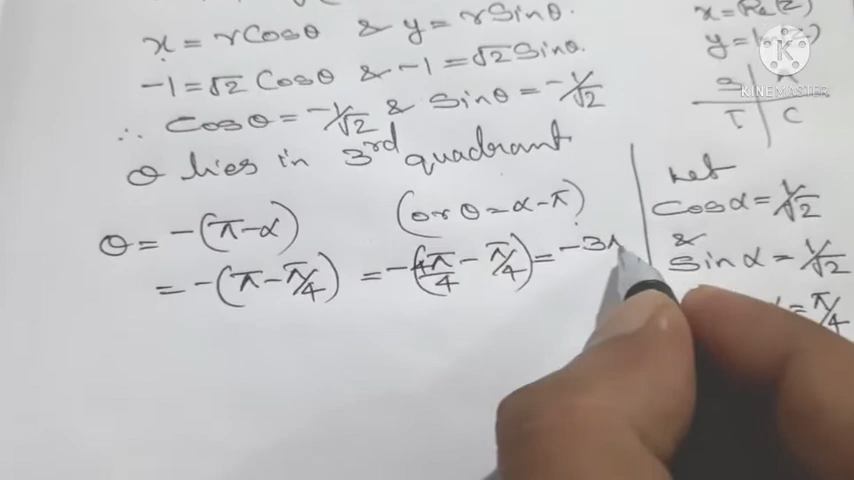 x = r Cosθ & y = r Sinθ.
-1 = √2 Cosθ & -1 = √2 Sinθ.
∴ Cosθ = -1/√2 & Sinθ = -1/√2
θ lies in 3rd quadrant
θ = -(π-α) (or θ = α-π)
= -(π-π/4) = -(4π/4 - π/4) = -3
x = Re(z)
y =
KINEMASTER
T C
Let
Cosα = 1/√2
&
Sinα = 1/√2
= π/4